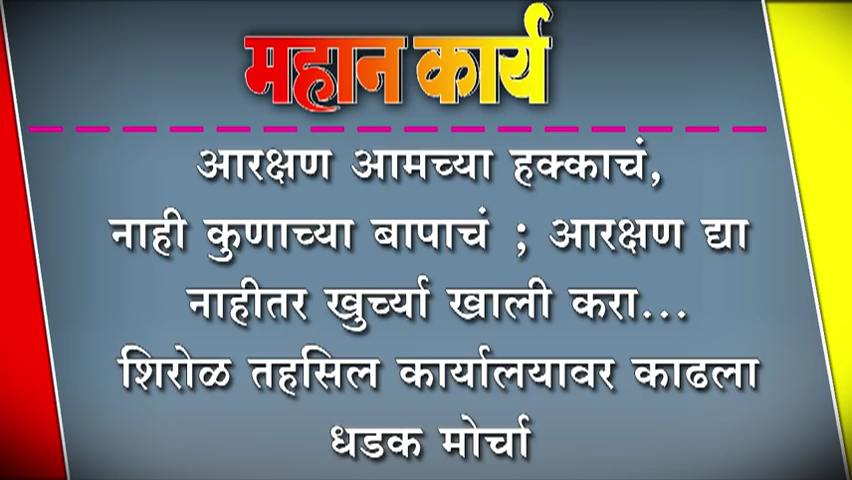 महान कार्य
आरक्षण आमच्या हक्काचं,
नाही कुणाच्या बापाचं ; आरक्षण द्या
नाहीतर खुर्च्या खाली करा...
शिरोळ तहसिल कार्यालयावर काढला
धडक मोर्चा